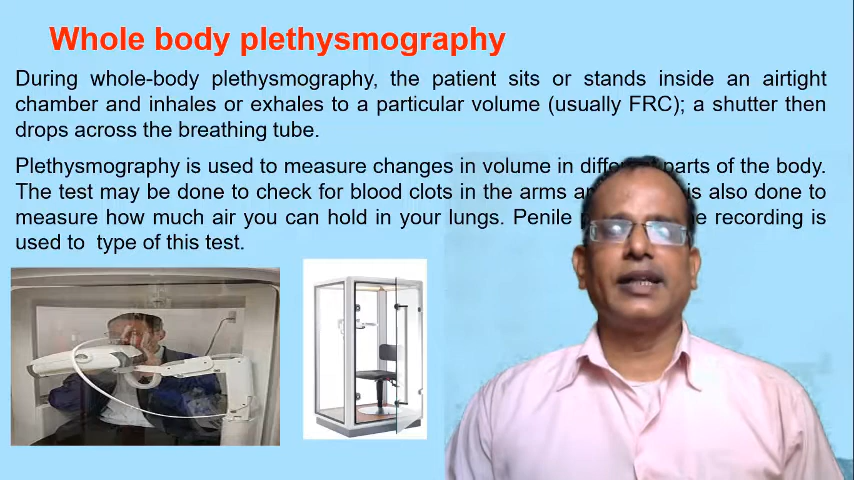 Whole body plethysmography
During whole-body plethysmography, the patient sits or stands inside an airtight
chamber and inhales or exhales to a particular volume (usually FRC); a shutter then
drops across the breathing tube.
Plethysmography is used to measure changes in volume in parts of the body.
The test may be done to check for blood clots in the arms is also done to
measure how much air you can hold in your lungs. Penile recording is
used to type of this test.